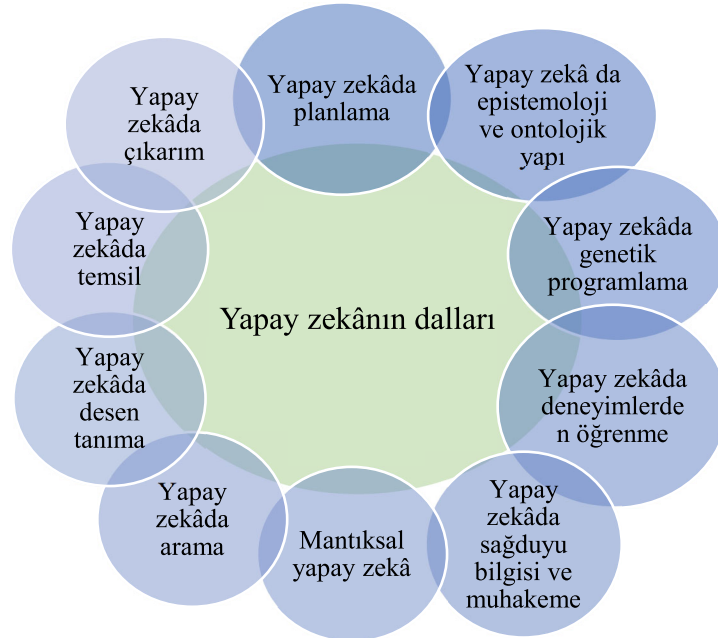 Yapay zekâda
planlama
Yapay zekâ da
epistemoloji
ve ontolojik
yapı
Yapay zekâda
genetik
programlama
Yapay zekâda
deneyimlerde
n öğrenme
Yapay
zekâda
sağduyu
bilgisi ve
muhakeme
Mantıksal
yapay zekâ
Yapay
zekâda
arama
Yapay
zekâda
desen
tanıma
Yapay
zekâda
temsil
Yapay
zekâda
çıkarım
Yapay zekânın dalları